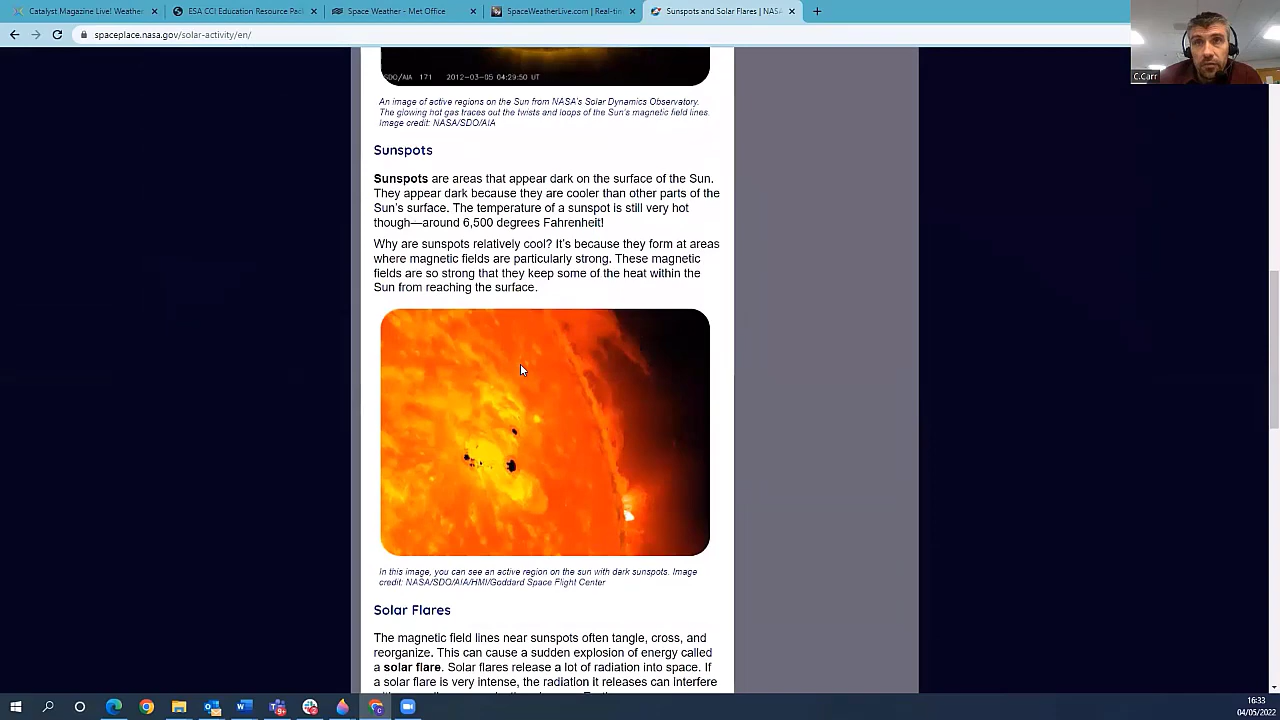 Catalyst Magazine Live! Weather
ESA CCI Education Resource Pack
Space Weather - Met Office
SpaceWeatherLive.com | Real-tim
Sunspots and Solar Flares | NASA
spaceplace.nasa.gov/solar-activity/en/
C.Carr
SDO/AIA 171 2012-03-05 04:29:50 UT
An image of active regions on the Sun from NASA's Solar Dynamics Observatory.
The glowing hot gas traces out the twists and loops of the Sun's magnetic field lines.
Image credit: NASA/SDO/AIA
Sunspots
Sunspots are areas that appear dark on the surface of the Sun.
They appear dark because they are cooler than other parts of the
Sun's surface. The temperature of a sunspot is still very hot
though—around 6,500 degrees Fahrenheit!
Why are sunspots relatively cool? It's because they form at areas
where magnetic fields are particularly strong. These magnetic
fields are so strong that they keep some of the heat within the
Sun from reaching the surface.
In this image, you can see an active region on the sun with dark sunspots. Image
credit: NASA/SDO/AIA/HMI/Goddard Space Flight Center
Solar Flares
The magnetic field lines near sunspots often tangle, cross, and
reorganize. This can cause a sudden explosion of energy called
a solar flare. Solar flares release a lot of radiation into space. If
a solar flare is very intense, the radiation it releases can interfere
16:33
04/05/2022